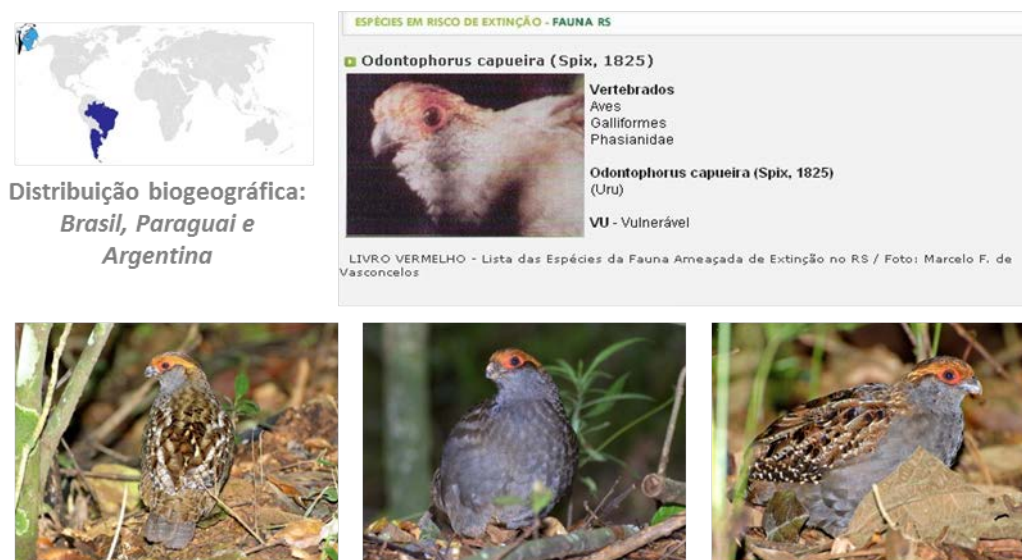 Distribuição biogeográfica:
Brasil, Paraguai e
Argentina
ESPÉCIES EM RISCO DE EXTINÇÃO - FAUNA RS
Odontophorus capueira (Spix, 1825)
Vertebrados
Aves
Galliformes
Phasianidae
Odontophorus capueira (Spix, 1825)
(Uru)
VU - Vulnerável
LIVRO VERMELHO - Lista das Espécies da Fauna Ameaçada de Extinção no RS / Foto: Marcelo F. de
Vasconcelos